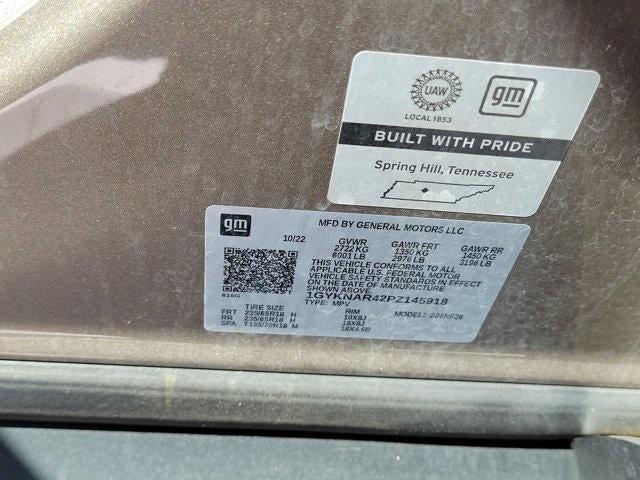 UAW
gm
LOCAL 1853
BUILT WITH PRIDE
Spring Hill, Tennessee
gm
MFD BY GENERAL MOTORS LLC
10/22 GVWR GAWR FRT GAWR RR
2722 KG 1350 KG 1450 KG
6001 LB 2976 LB 3196 LB
THIS VEHICLE CONFORMS TO ALL
APPLICABLE U.S. FEDERAL MOTOR
VEHICLE SAFETY STANDARDS IN EFFECT
ON THE DATE OF MANUFACTURE
1GYKNAR42PZ145918
TYPE: MPV MODEL:
TIRE SIZE RIM
FRT 235/65R18 H 18X8J
RR 235/65R18 H 18X8J
SPA T135/70R18 M 18X4.5B